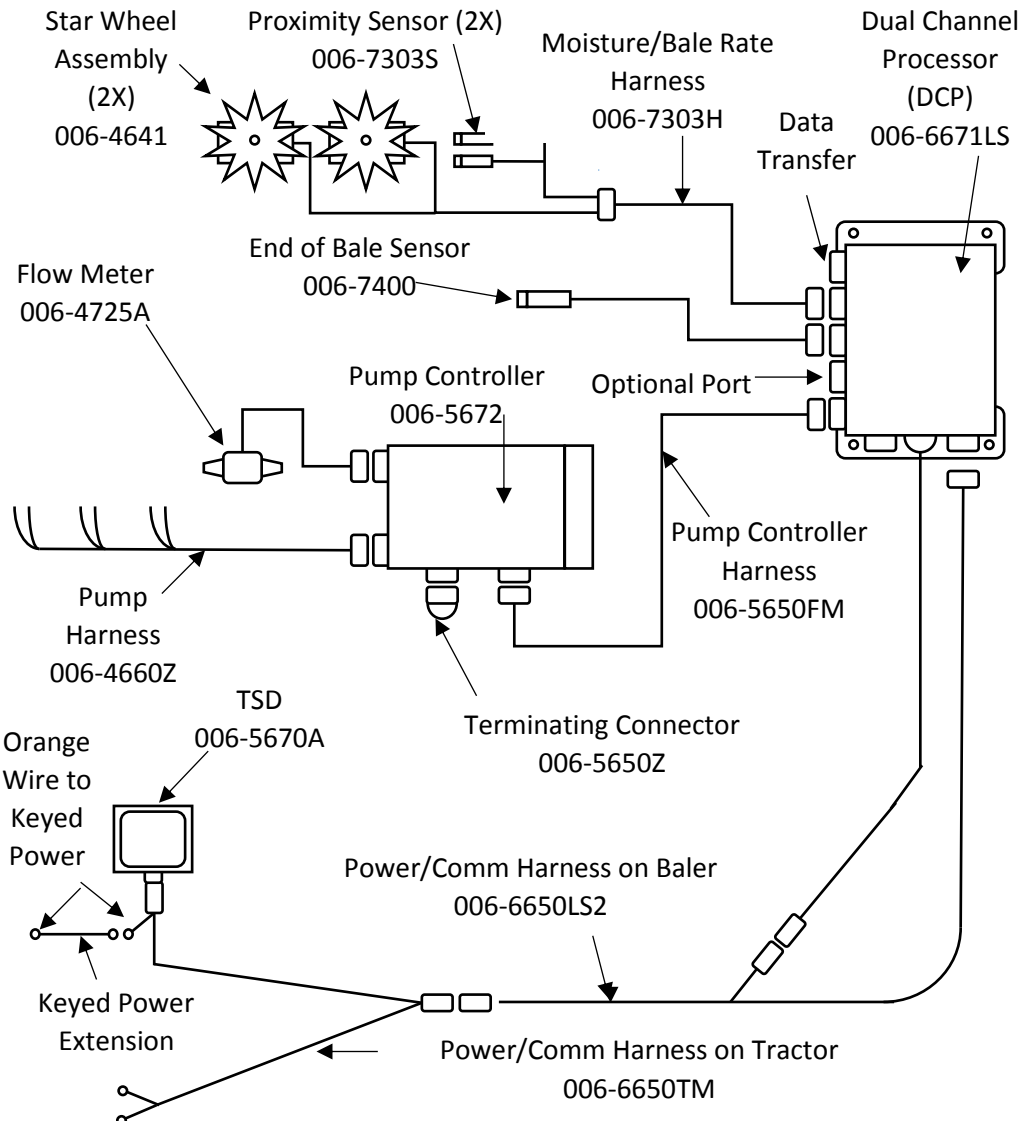 Star Wheel
Assembly
(2X)
006-4641
Proximity Sensor (2X)
006-7303S
Moisture/Bale Rate
Harness
006-7303H
Data
Transfer
Dual Channel
Processor
(DCP)
006-6671LS
End of Bale Sensor
006-7400
Flow Meter
006-4725A
Pump Controller
006-5672
Optional Port
Pump Controller
Harness
006-5650FM
Pump
Harness
006-4660Z
TSD
006-5670A
Terminating Connector
006-5650Z
Orange
Wire to
Keyed
Power
Power/Comm Harness on Baler
006-6650LS2
Keyed Power
Extension
Power/Comm Harness on Tractor
006-6650TM